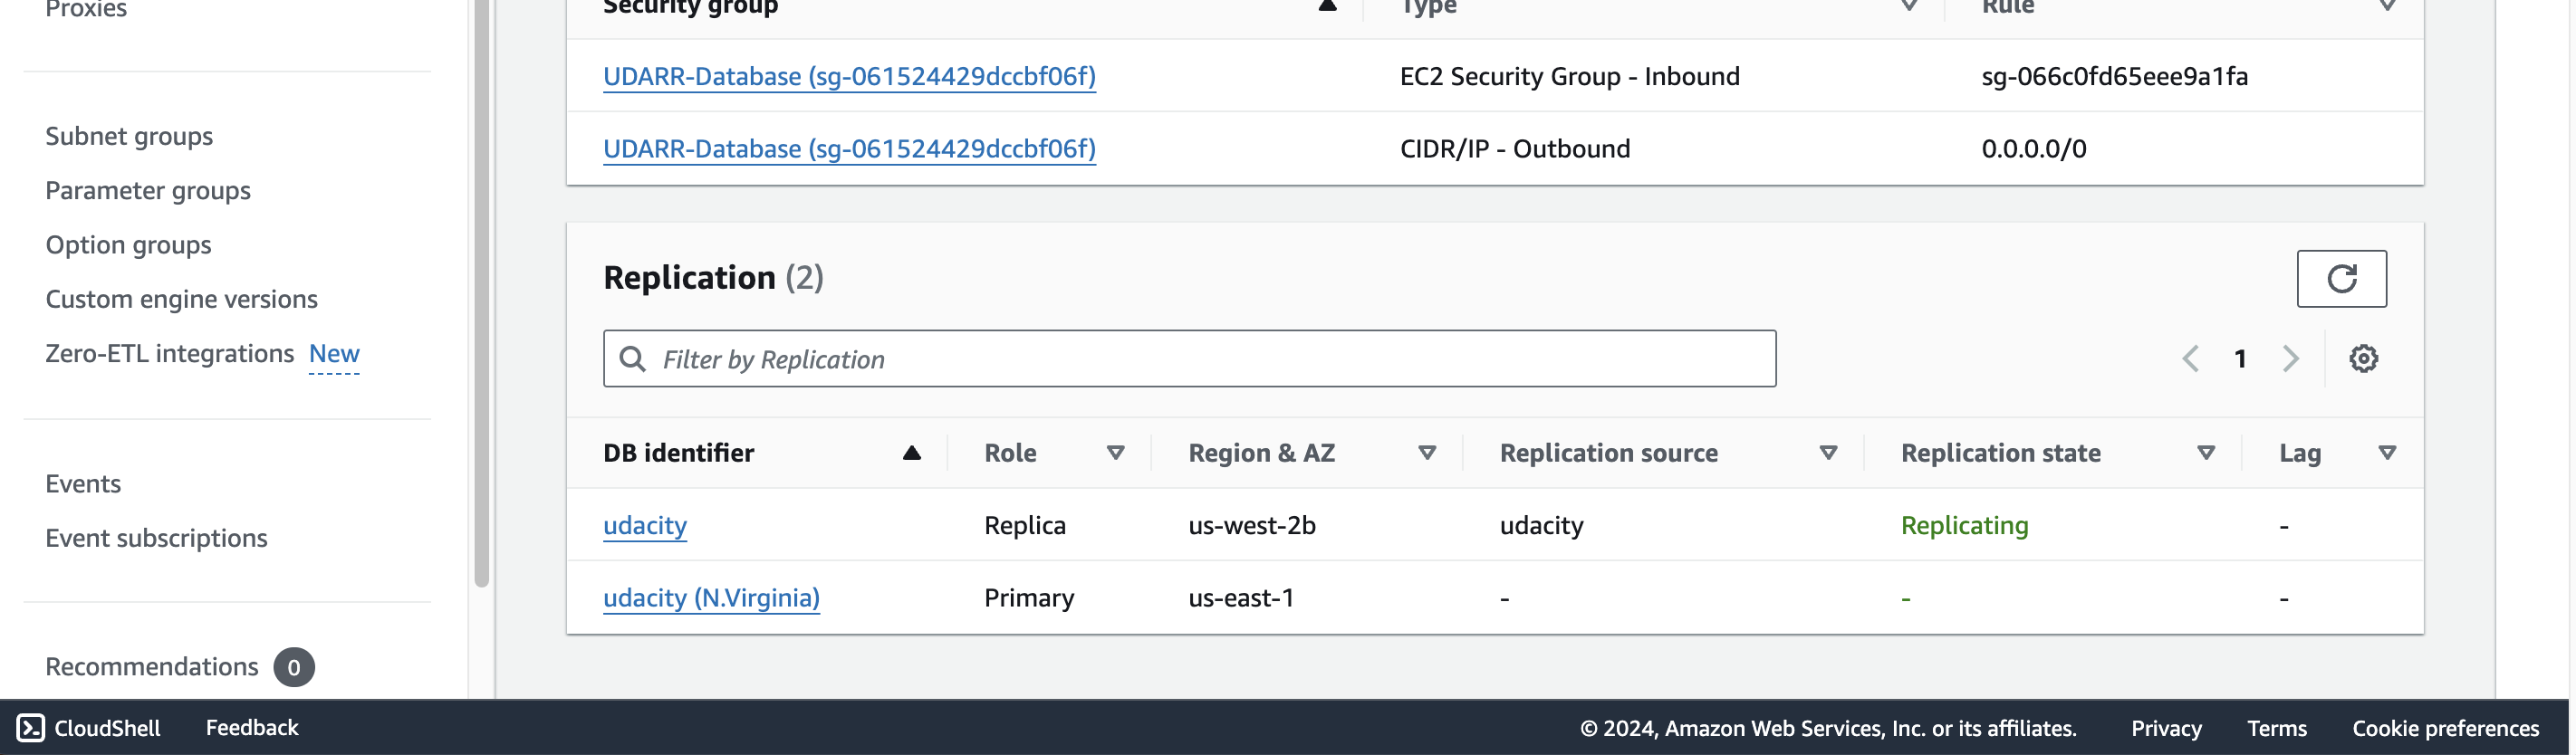 Proxies
Subnet groups
Parameter groups
Option groups
Custom engine versions
Zero-ETL integrations New
Events
Event subscriptions
Recommendations 0
Security group Type Rule
UDARR-Database (sg-061524429dccbf06f) EC2 Security Group - Inbound sg-066c0fd65eee9a1fa
UDARR-Database (sg-061524429dccbf06f) CIDR/IP - Outbound 0.0.0.0/0
Replication (2)
Filter by Replication
1
DB identifier Role Region & AZ Replication source Replication state Lag
udacity Replica us-west-2b udacity Replicating -
udacity (N.Virginia) Primary us-east-1 - - -
CloudShell Feedback © 2024, Amazon Web Services, Inc. or its affiliates. Privacy Terms Cookie preferences